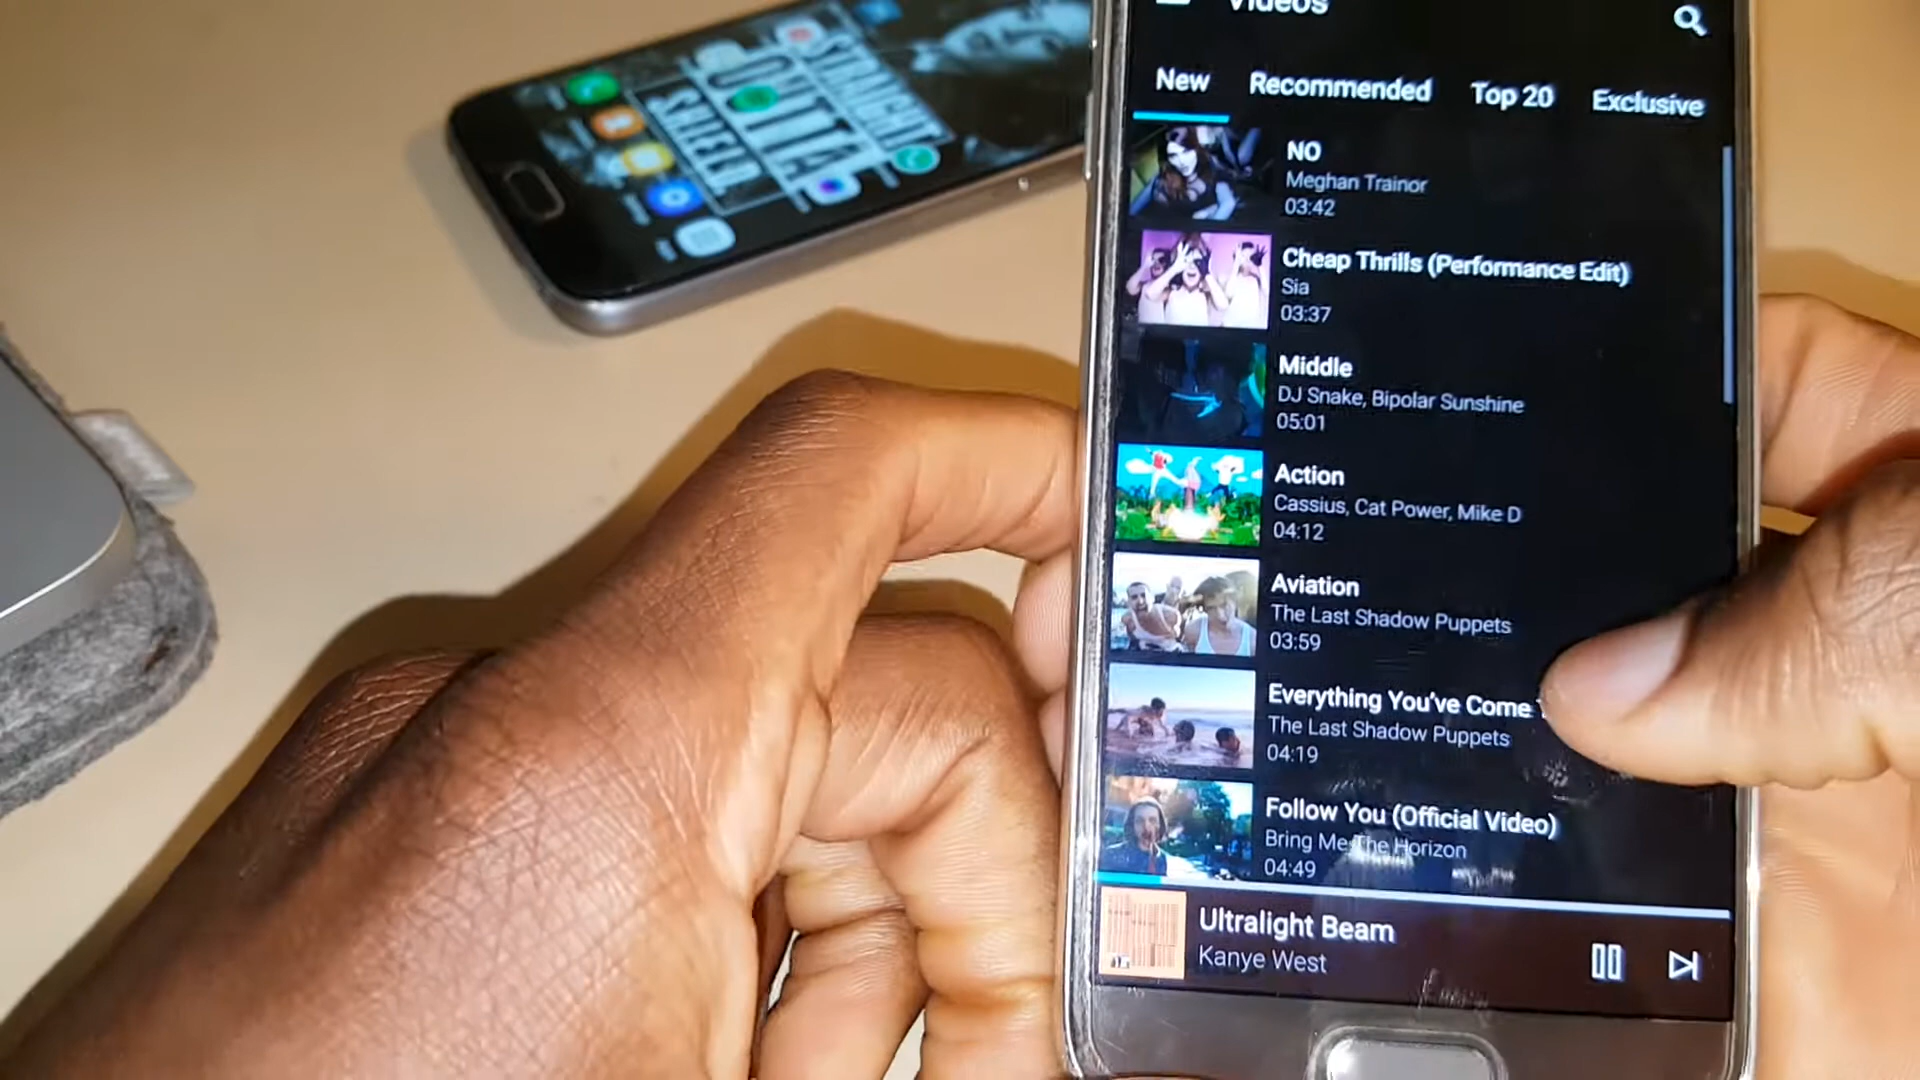 Videos
New Recommended Top 20 Exclusive
NO
Meghan Trainor
03:42
Cheap Thrills (Performance Edit)
Sia
03:37
Middle
DJ Snake, Bipolar Sunshine
05:01
Action
Cassius, Cat Power, Mike D
04:12
Aviation
The Last Shadow Puppets
03:59
Everything You've Come
The Last Shadow Puppets
04:19
Follow You (Official Video)
Bring Me The Horizon
04:49
Ultralight Beam
Kanye West
STRAIGHT
SHIELD